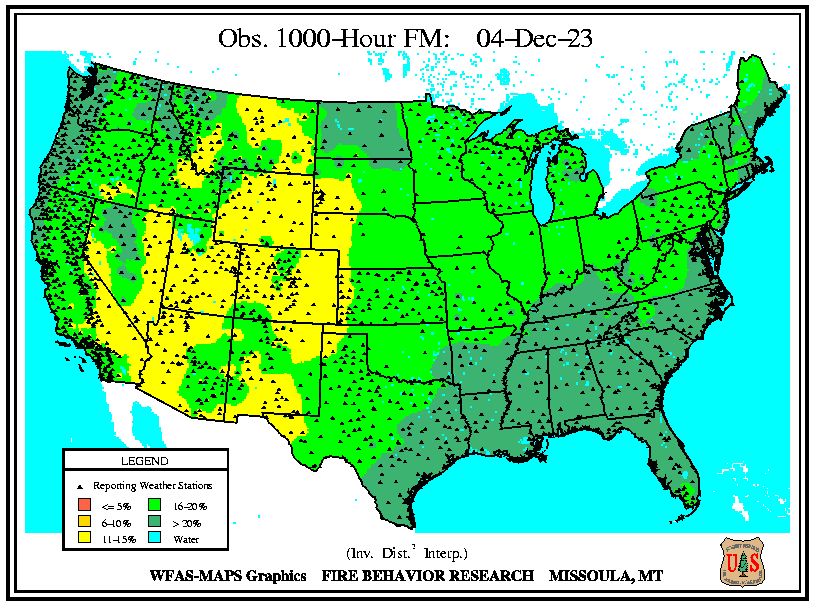 Obs. 1000-Hour FM: 04-Dec-23
LEGEND
Reporting Weather Stations
<= 5% 16-20%
6-10% > 20%
11-15% Water
(Inv. Dist.² Interp.)
WFAS-MAPS Graphics FIRE BEHAVIOR RESEARCH MISSOULA, MT
U S